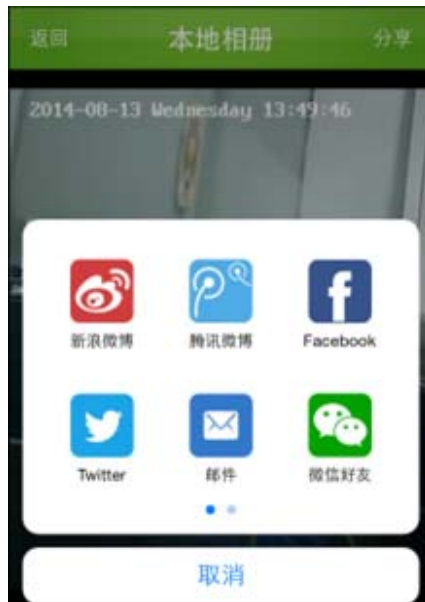 返回 本地相册 分享
2014-08-13 Wednesday 13:49:46
新浪微博 腾讯微博 Facebook
Twitter 邮件 微信好友
取消